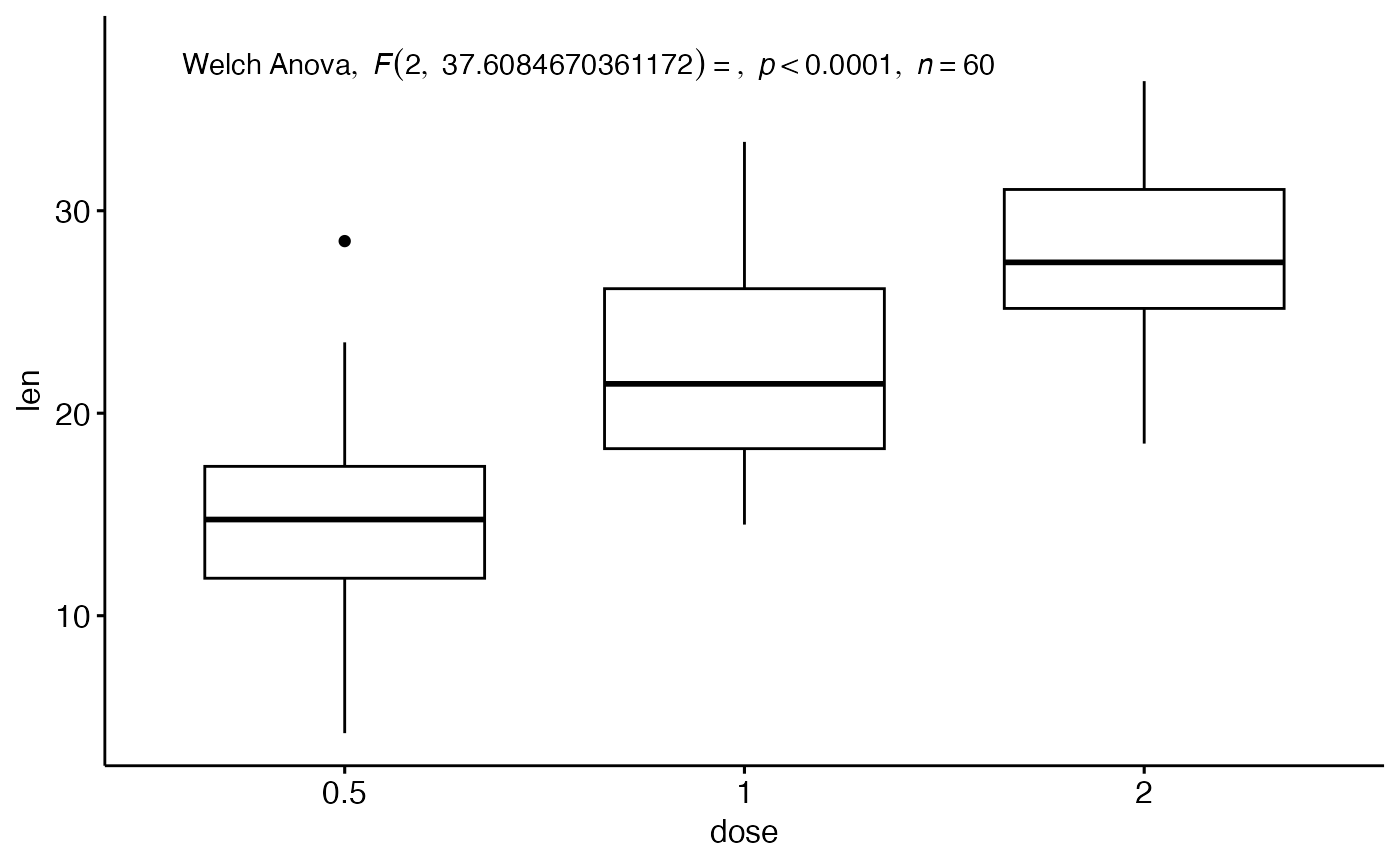 Welch Anova, F(2, 37.6084670361172) = , p < 0.0001, n = 60
30
20
10
len
0.5 1 2
dose